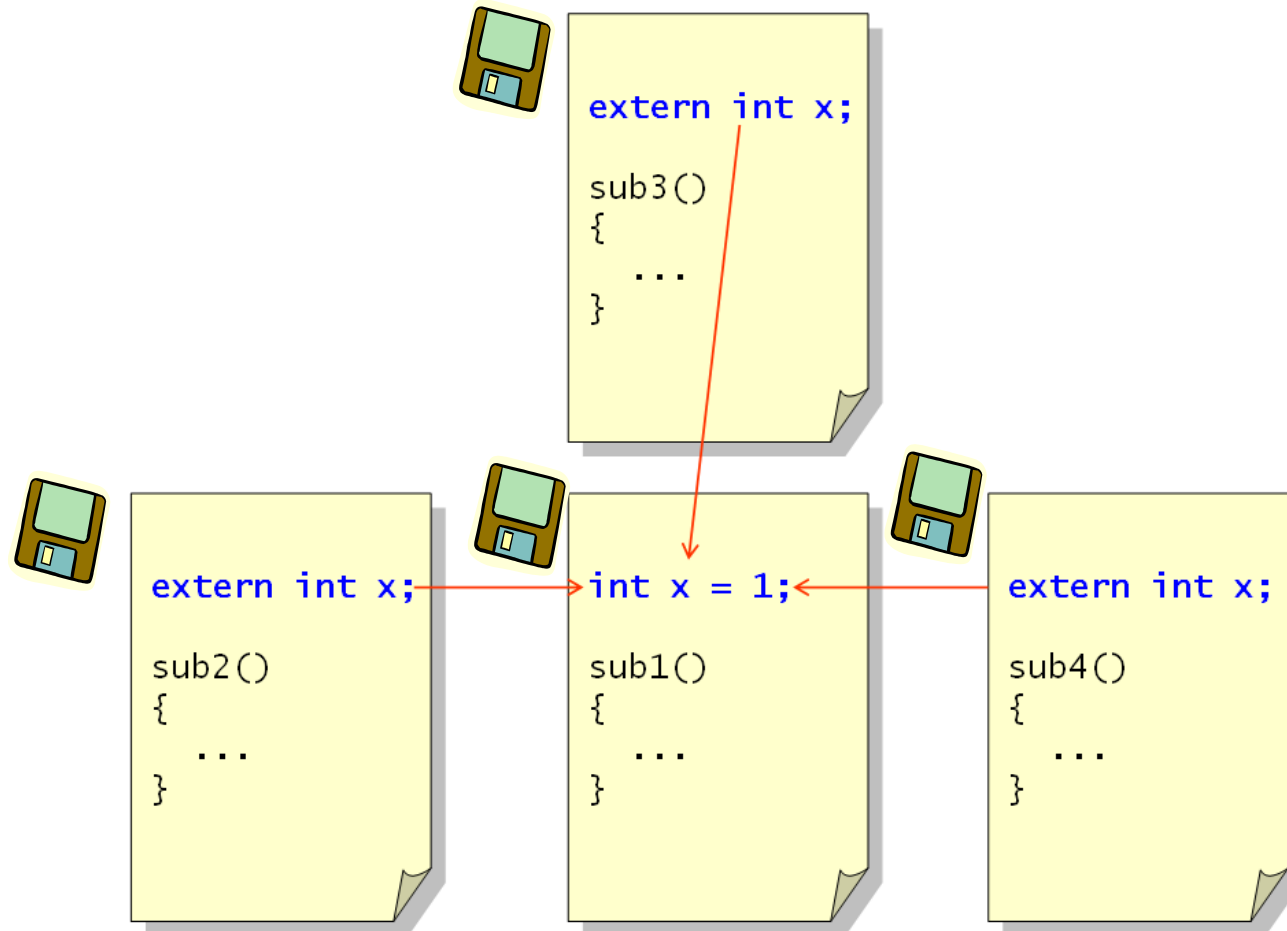 extern int x;
sub3()
{
...
}
extern int x;
sub2()
{
...
}
int x = 1;
sub1()
{
...
}
extern int x;
sub4()
{
...
}